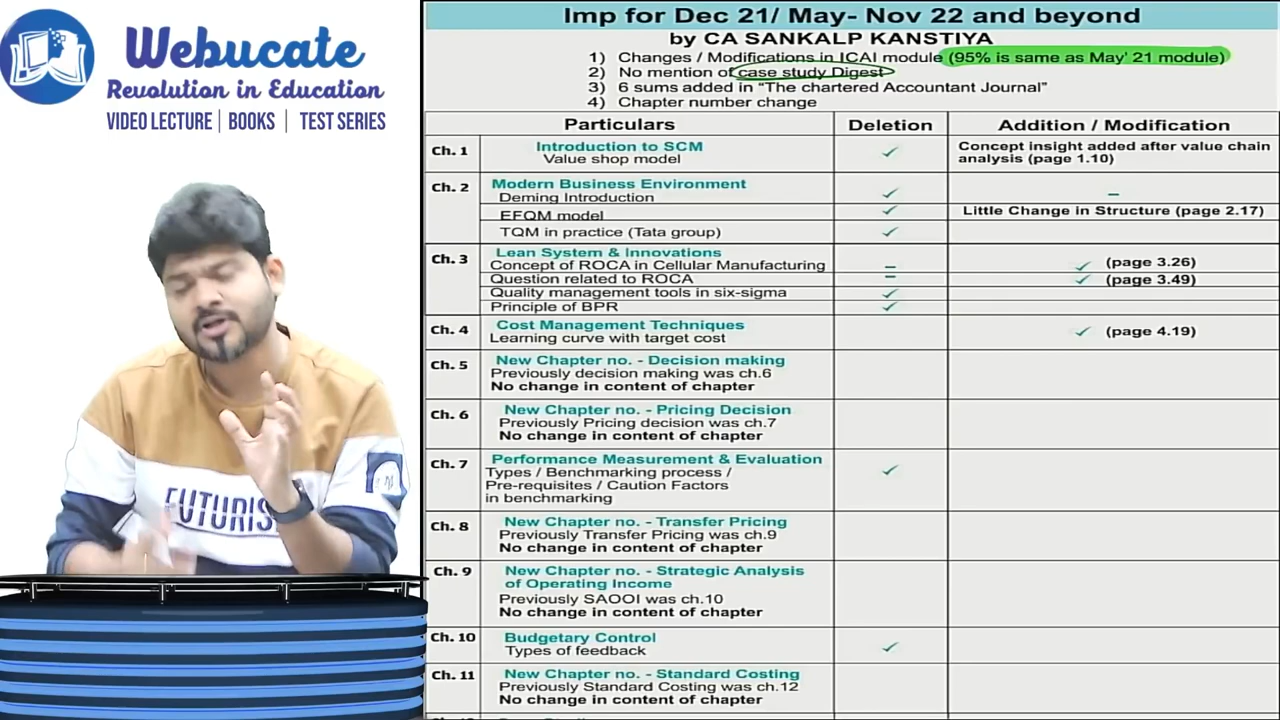 Webucate
Revolution in Education
VIDEO LECTURE | BOOKS | TEST SERIES
FUTURIS
Imp for Dec 21/ May- Nov 22 and beyond
by CA SANKALP KANSTIYA
1) Changes / Modifications in ICAI module (95% is same as May' 21 module)
2) No mention of case study Digest
3) 6 sums added in "The chartered Accountant Journal"
4) Chapter number change
Particulars Deletion Addition / Modification
Ch. 1 Introduction to SCM
Value shop model ✓ Concept insight added after value chain
analysis (page 1.10)
Ch. 2 Modern Business Environment
Deming Introduction ✓ –
EFQM model ✓ Little Change in Structure (page 2.17)
TQM in practice (Tata group) ✓
Ch. 3 Lean System & Innovations
Concept of ROCA in Cellular Manufacturing – ✓ (page 3.26)
Question related to ROCA – ✓ (page 3.49)
Quality management tools in six-sigma ✓
Principle of BPR ✓
Ch. 4 Cost Management Techniques
Learning curve with target cost ✓ (page 4.19)
Ch. 5 New Chapter no. - Decision making
Previously decision making was ch.6
No change in content of chapter
Ch. 6 New Chapter no. - Pricing Decision
Previously Pricing decision was ch.7
No change in content of chapter
Ch. 7 Performance Measurement & Evaluation
Types / Benchmarking process / ✓
Pre-requisites / Caution Factors
in benchmarking
Ch. 8 New Chapter no. - Transfer Pricing
Previously Transfer Pricing was ch.9
No change in content of chapter
Ch. 9 New Chapter no. - Strategic Analysis
of Operating Income
Previously SAOOI was ch.10
No change in content of chapter
Ch. 10 Budgetary Control
Types of feedback ✓
Ch. 11 New Chapter no. - Standard Costing
Previously Standard Costing was ch.12
No change in content of chapter